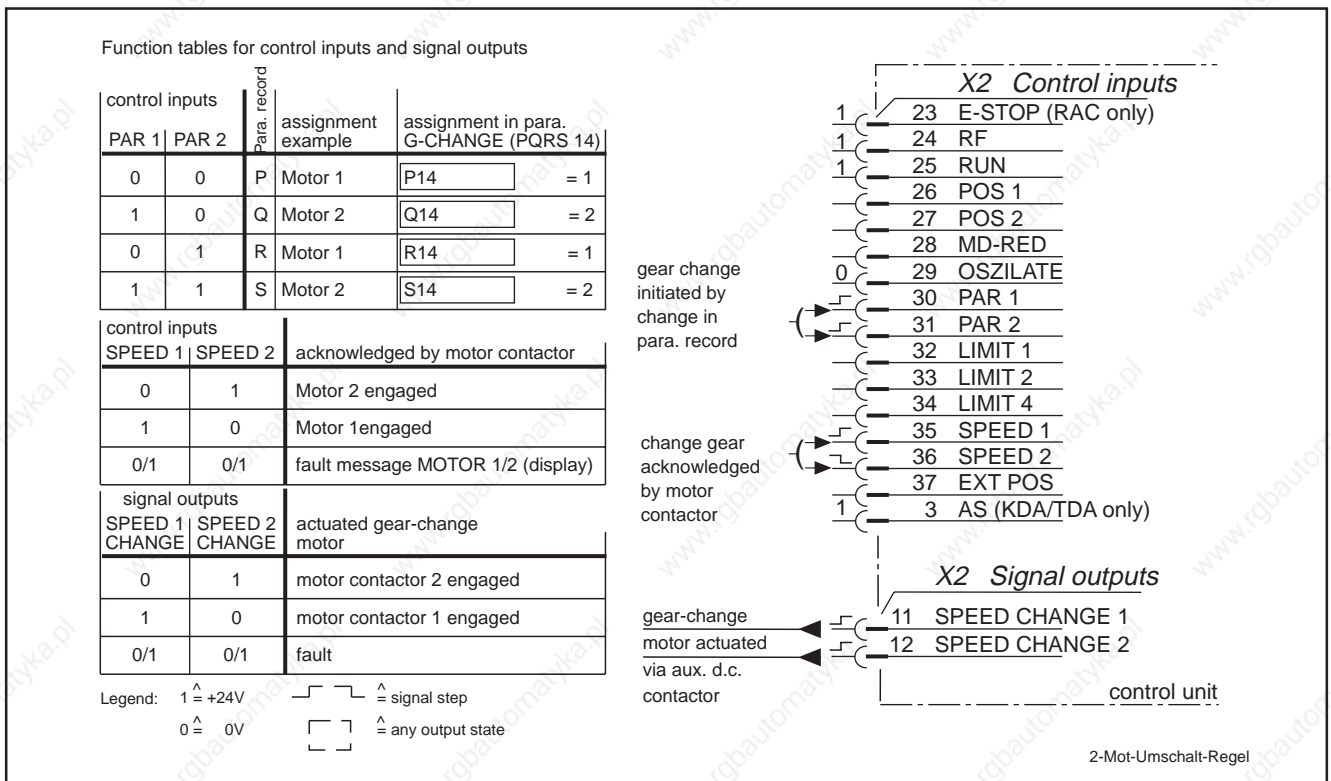 Function tables for control inputs and signal outputs
control inputs
PAR 1 PAR 2 Para. record assignment example assignment in para. G-CHANGE (PQRS 14)
0 0 P Motor 1 P14 = 1
1 0 Q Motor 2 Q14 = 2
0 1 R Motor 1 R14 = 1
1 1 S Motor 2 S14 = 2
control inputs
SPEED 1 SPEED 2 acknowledged by motor contactor
0 1 Motor 2 engaged
1 0 Motor 1engaged
0/1 0/1 fault message MOTOR 1/2 (display)
signal outputs
SPEED 1 CHANGE SPEED 2 CHANGE actuated gear-change motor
0 1 motor contactor 2 engaged
1 0 motor contactor 1 engaged
0/1 0/1 fault
Legend: 1 ≙ +24V ≙ signal step
0 ≙ 0V ≙ any output state
X2 Control inputs
1 23 E-STOP (RAC only)
1 24 RF
1 25 RUN
26 POS 1
27 POS 2
28 MD-RED
0 29 OSZILATE
30 PAR 1
31 PAR 2
32 LIMIT 1
33 LIMIT 2
34 LIMIT 4
35 SPEED 1
36 SPEED 2
37 EXT POS
1 3 AS (KDA/TDA only)
gear change
initiated by
change in
para. record
change gear
acknowledged
by motor
contactor
X2 Signal outputs
11 SPEED CHANGE 1
12 SPEED CHANGE 2
gear-change
motor actuated
via aux. d.c.
contactor
control unit
2-Mot-Umschalt-Regel
www.rgbautomatyka.pl